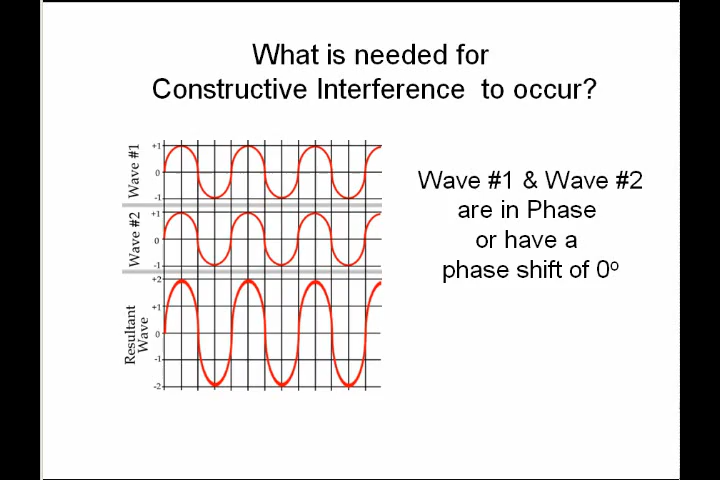 What is needed for
Constructive Interference to occur?
Wave #1
+1
0
-1
Wave #2
+1
0
-1
Resultant
Wave
+2
+1
0
-1
-2
Wave #1 & Wave #2
are in Phase
or have a
phase shift of 0º